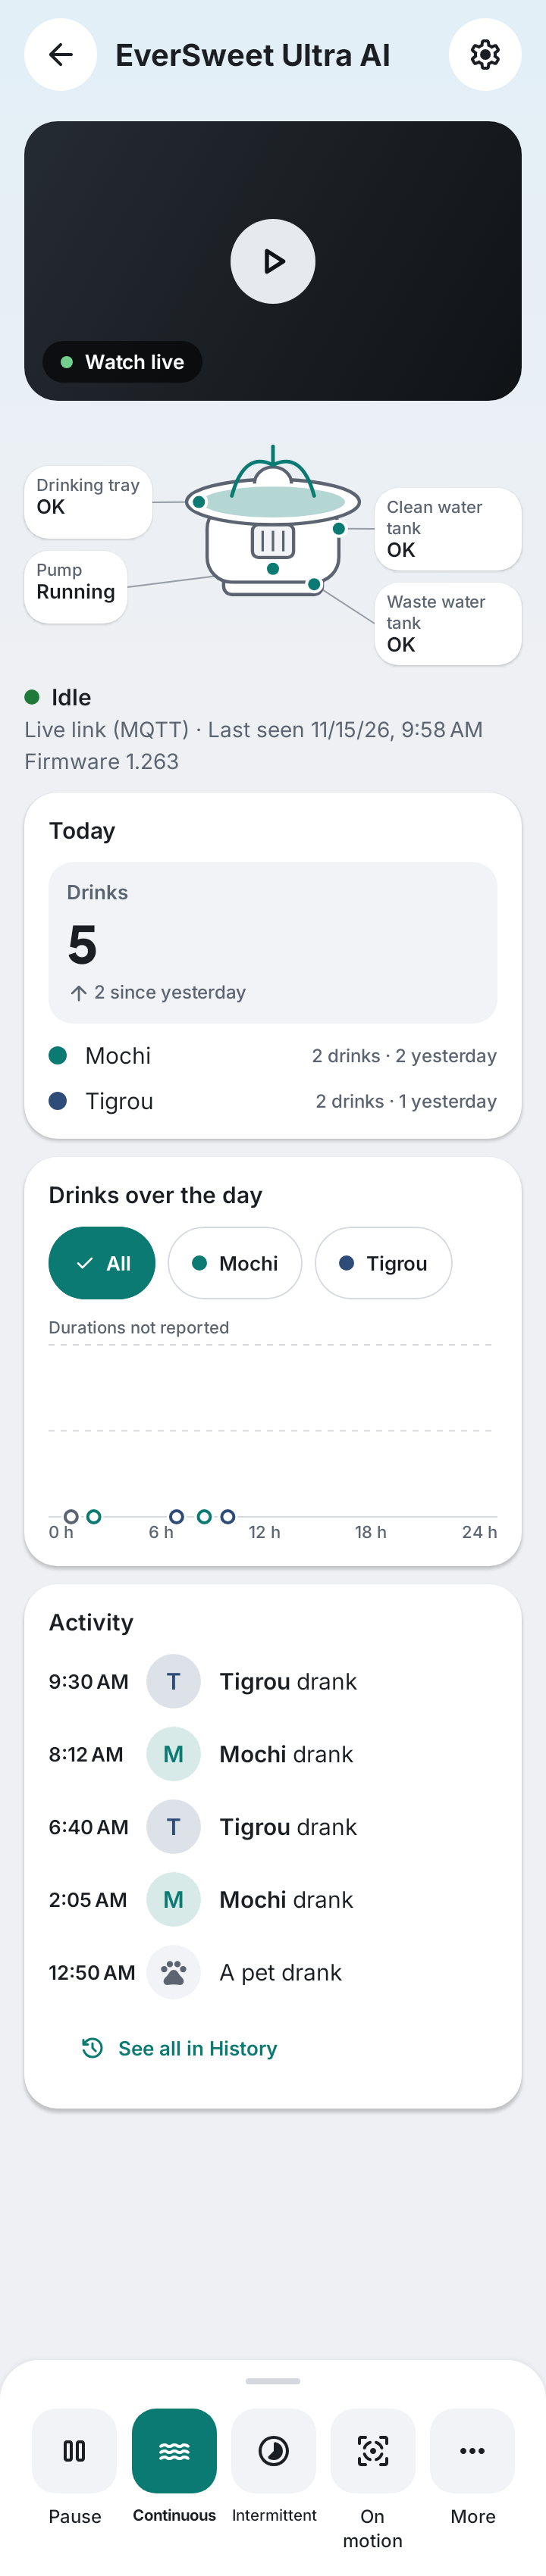 EverSweet Ultra AI
Watch live
Drinking tray
OK
Clean water
tank
OK
Pump
Running
Waste water
tank
OK
Idle
Live link (MQTT) · Last seen 11/15/26, 9:58 AM
Firmware 1.263
Today
Drinks
5
↑ 2 since yesterday
Mochi 2 drinks · 2 yesterday
Tigrou 2 drinks · 1 yesterday
Drinks over the day
All Mochi Tigrou
Durations not reported
0 h 6 h 12 h 18 h 24 h
Activity
9:30 AM T Tigrou drank
8:12 AM M Mochi drank
6:40 AM T Tigrou drank
2:05 AM M Mochi drank
12:50 AM A pet drank
See all in History
Pause Continuous Intermittent On More
motion